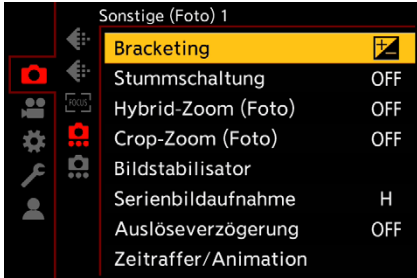 Sonstige (Foto) 1
Bracketing
Stummschaltung OFF
FOCUS
Hybrid-Zoom (Foto) OFF
Crop-Zoom (Foto) OFF
Bildstabilisator
Serienbildaufnahme H
Auslöseverzögerung OFF
Zeitraffer/Animation